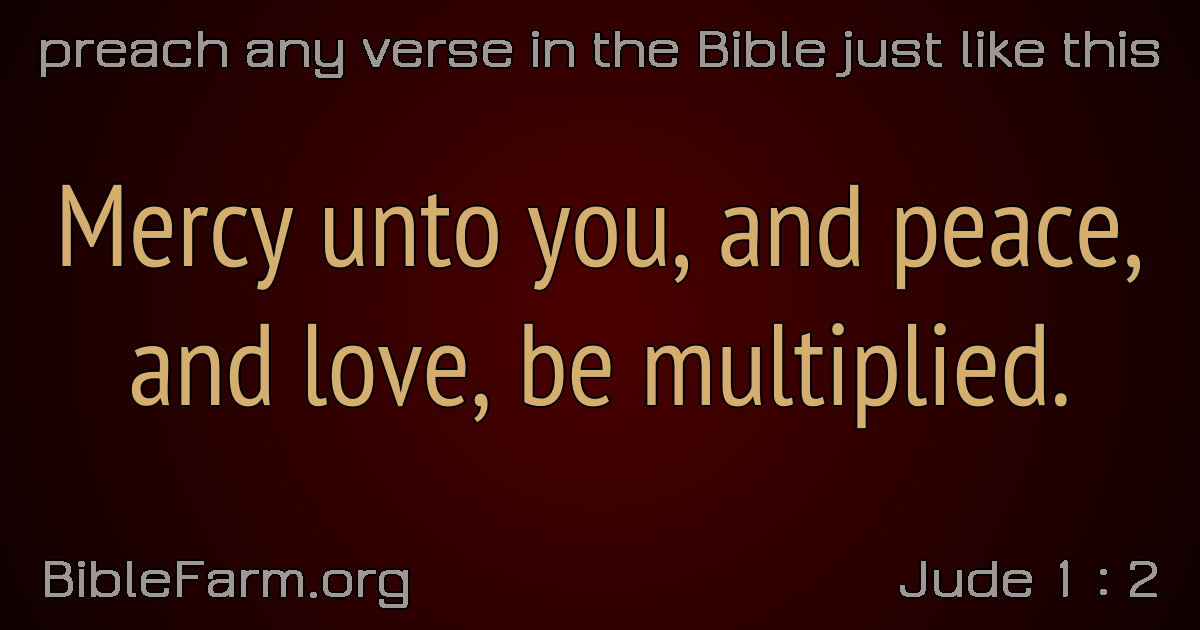 preach any verse in the Bible just like this
Mercy unto you, and peace,
and love, be multiplied.
BibleFarm.org
Jude 1 : 2